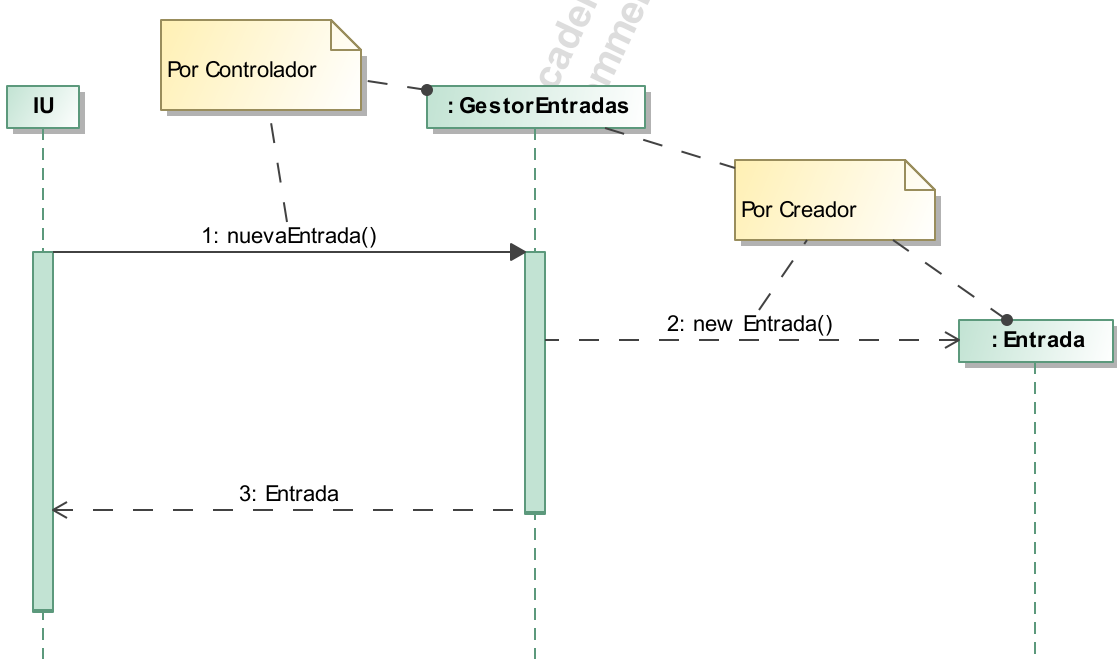 Por Controlador
IU
: GestorEntradas
Por Creador
1: nuevaEntrada()
2: new Entrada()
: Entrada
3: Entrada